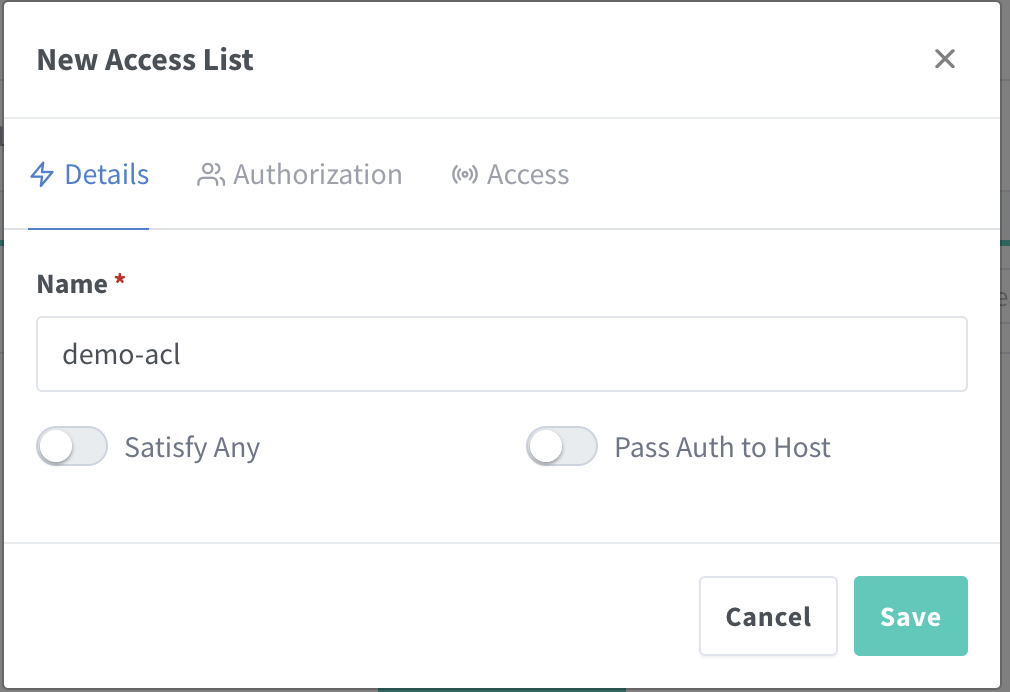 New Access List
Details Authorization Access
Name *
demo-acl
Satisfy Any Pass Auth to Host
Cancel Save